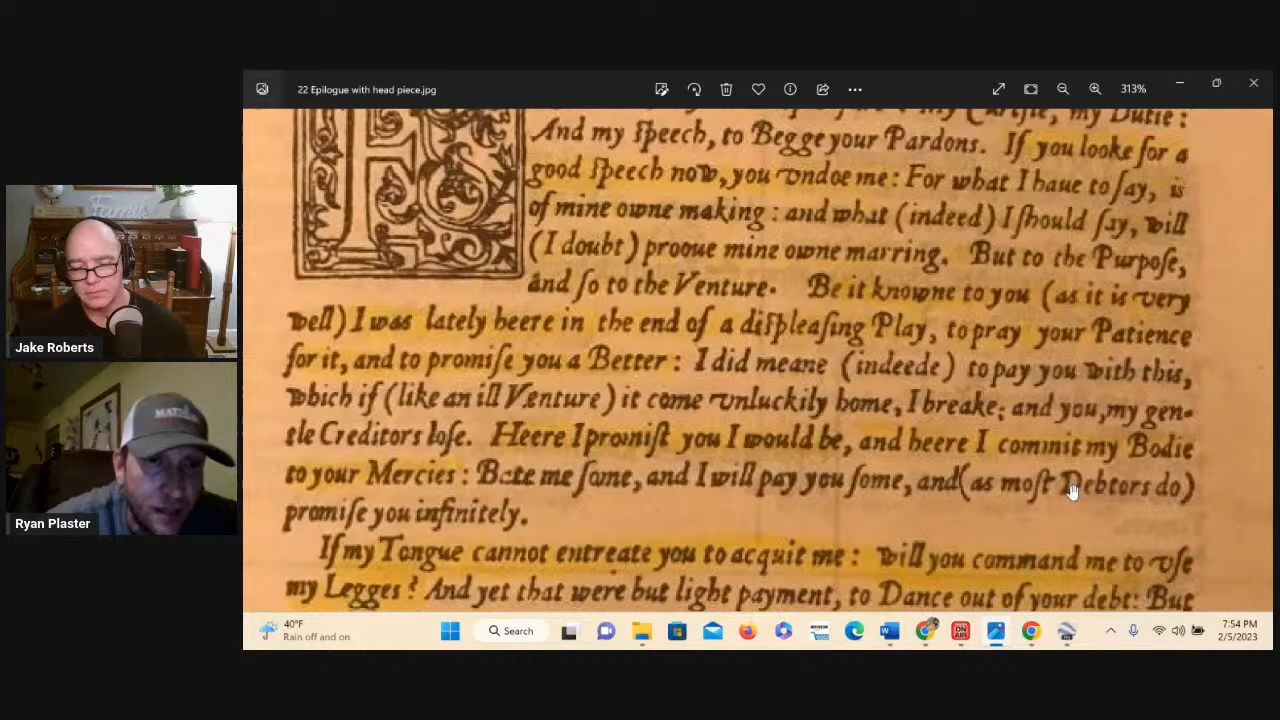 22 Epilogue with head piece.jpg
313%
my Curtsie, my Dutie:
And my speech, to Begge your Pardons. If you looke for a
good speech now, you vndoe me: For what I haue to say, is
of mine owne making: and what (indeed) I should say, will
(I doubt) prooue mine owne marring. But to the Purpose,
and so to the Venture. Be it knowne to you (as it is very
well) I was lately heere in the end of a displeasing Play, to pray your Patience
for it, and to promise you a Better: I did meane (indeede) to pay you with this,
which if (like an ill Venture) it come vnluckily home, I breake; and you, my gen-
tle Creditors lose. Heere I promist you I would be, and heere I commit my Bodie
to your Mercies: Bate me some, and I will pay you some, and (as most Debtors do)
promise you infinitely.
If my Tongue cannot entreate you to acquit me: will you command me to vse
my Legges? And yet that were but light payment, to Dance out of your debt: But
Jake Roberts
Ryan Plaster
40°F
Rain off and on
Search
ON AIR
7:54 PM
2/5/2023